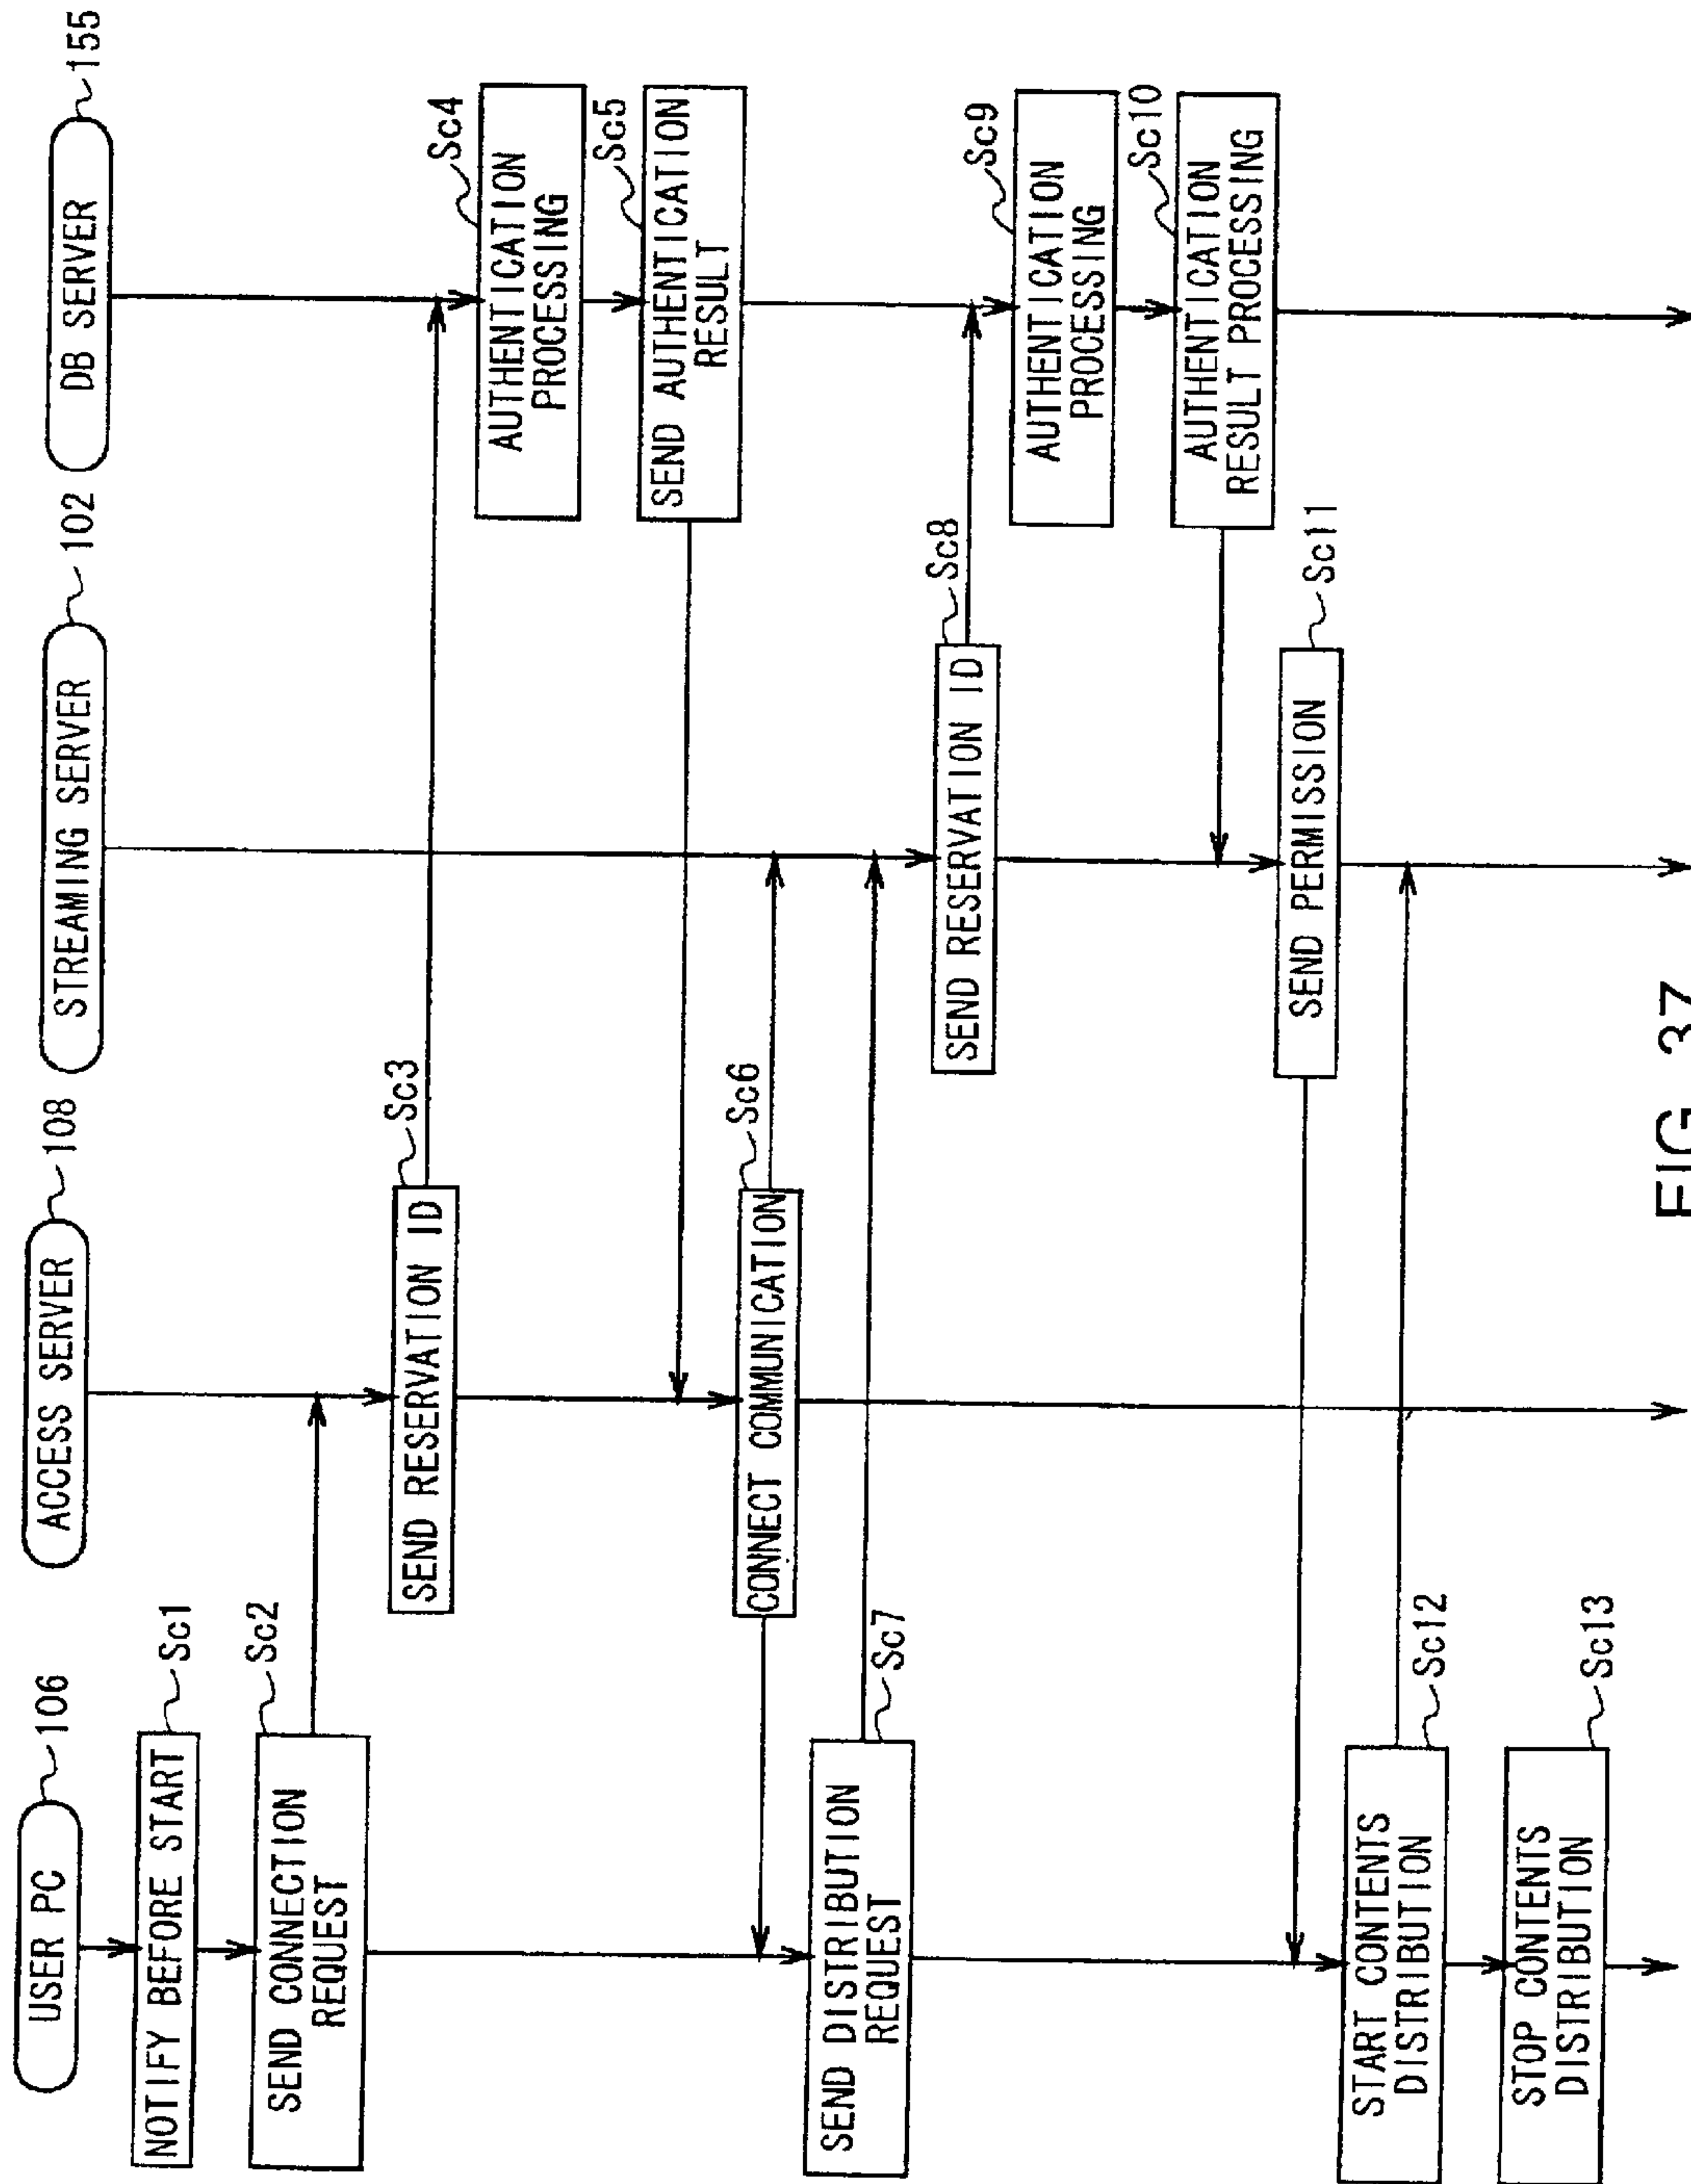 USER PC
106
ACCESS SERVER
108
STREAMING SERVER
102
DB SERVER
155
NOTIFY BEFORE START
Sc1
SEND CONNECTION
REQUEST
Sc2
SEND RESERVATION ID
Sc3
AUTHENTICATION
PROCESSING
Sc4
SEND AUTHENTICATION
RESULT
Sc5
CONNECT COMMUNICATION
Sc6
SEND DISTRIBUTION
REQUEST
Sc7
SEND RESERVATION ID
Sc8
AUTHENTICATION
PROCESSING
Sc9
AUTHENTICATION
RESULT PROCESSING
Sc10
SEND PERMISSION
Sc11
START CONTENTS
DISTRIBUTION
Sc12
STOP CONTENTS
DISTRIBUTION
Sc13
FIG. 37